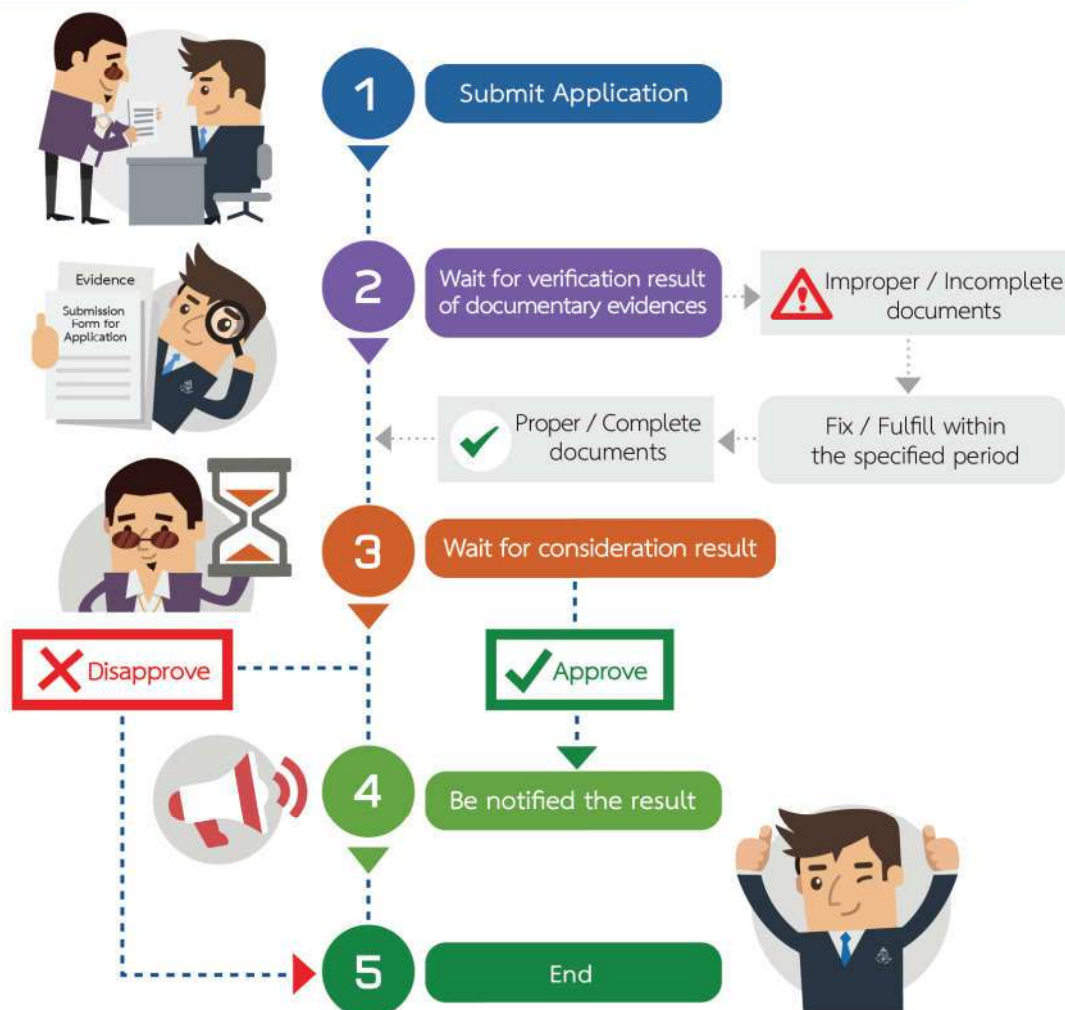 1
Submit Application
Evidence
Submission
Form for
Application
2
Wait for verification result
of documentary evidences
Improper / Incomplete
documents
Proper / Complete
documents
Fix / Fulfill within
the specified period
3
Wait for consideration result
Disapprove
Approve
4
Be notified the result
5
End